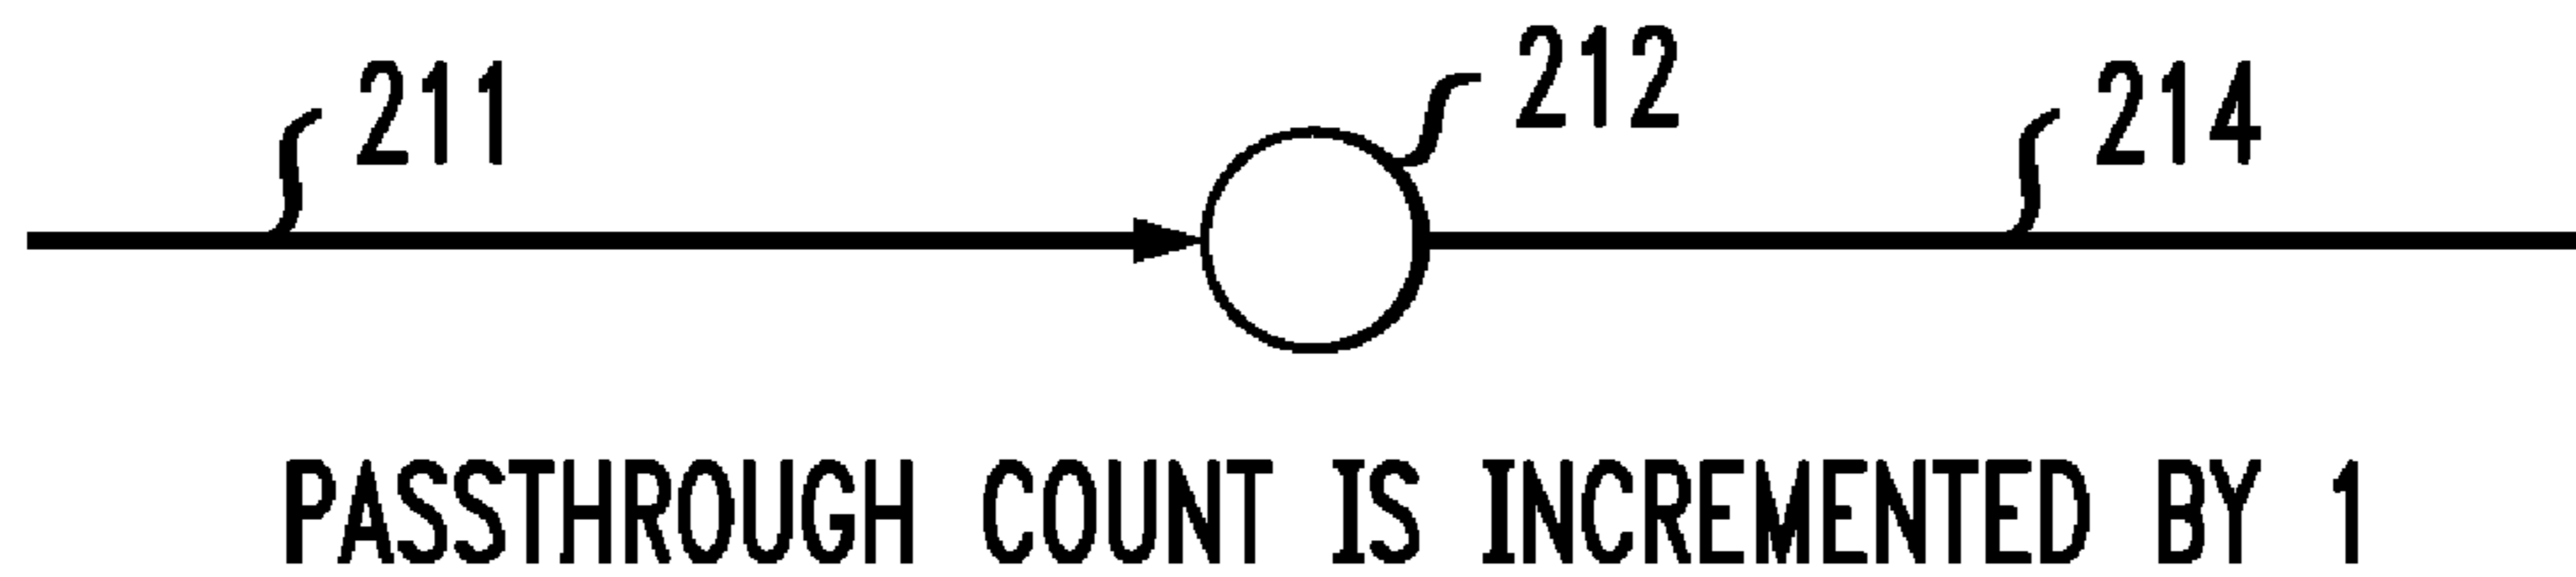 211
212
214
PASSTHROUGH COUNT IS INCREMENTED BY 1